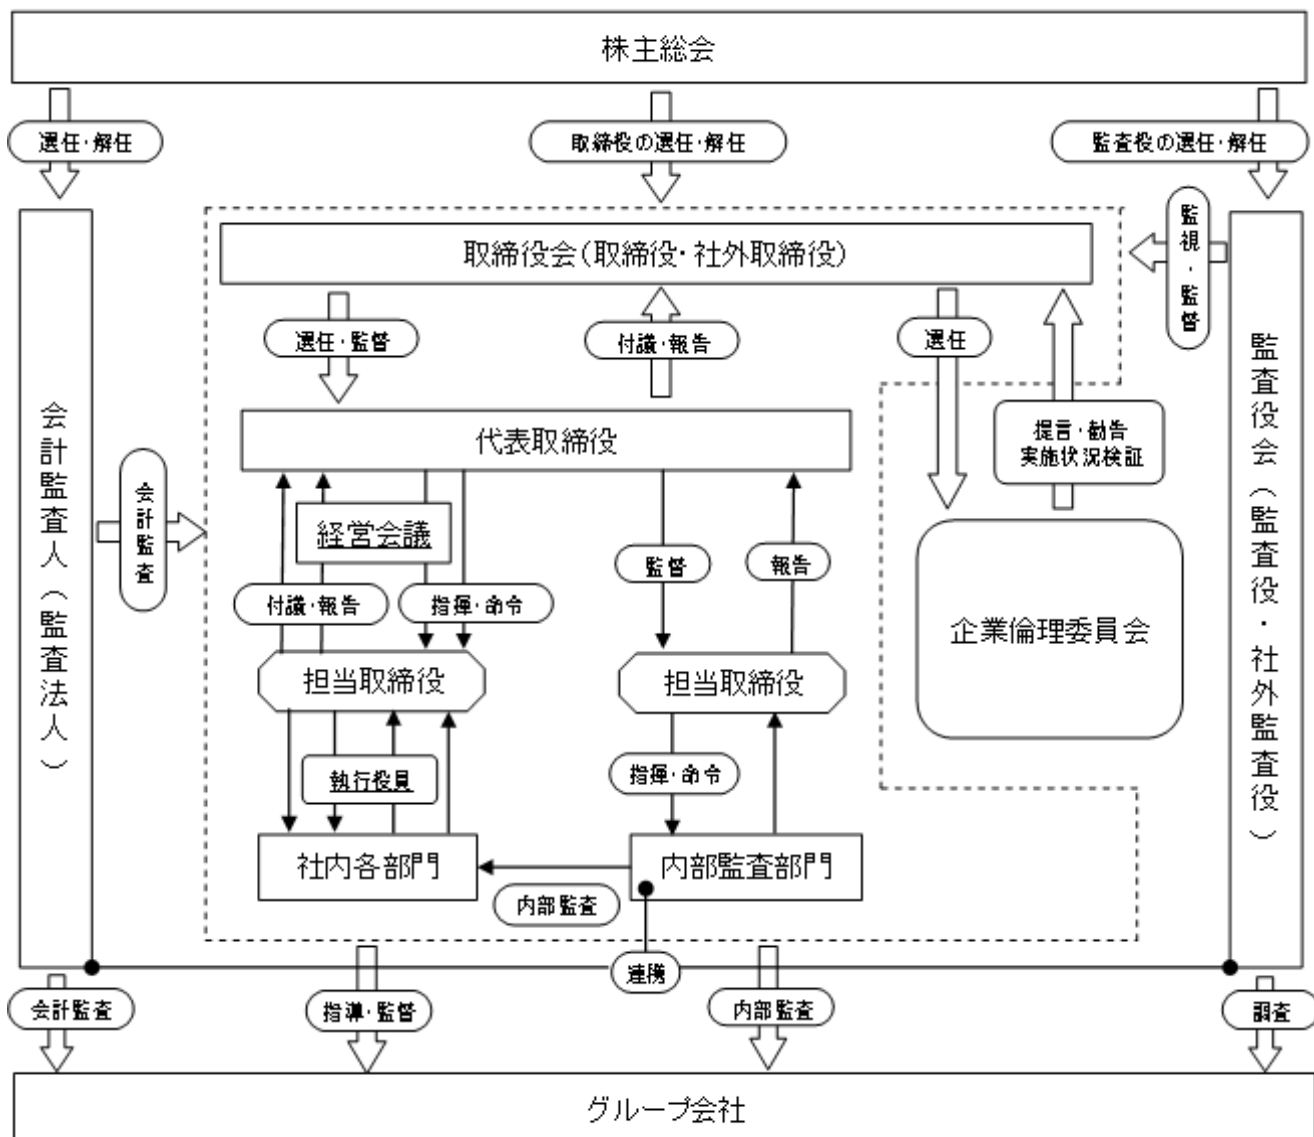 株主総会
選任・解任
取締役の選任・解任
監査役の選任・解任
監視・監督
取締役会(取締役・社外取締役)
選任・監督
付議・報告
選任
会計監査人(監査法人)
監査役会(監査役・社外監査役)
代表取締役
提言・勧告
実施状況検証
会計監査
経営会議
監督
報告
付議・報告
指揮・命令
企業倫理委員会
担当取締役
担当取締役
執行役員
指揮・命令
社内各部門
内部監査部門
内部監査
連携
会計監査
指導・監督
内部監査
調査
グループ会社